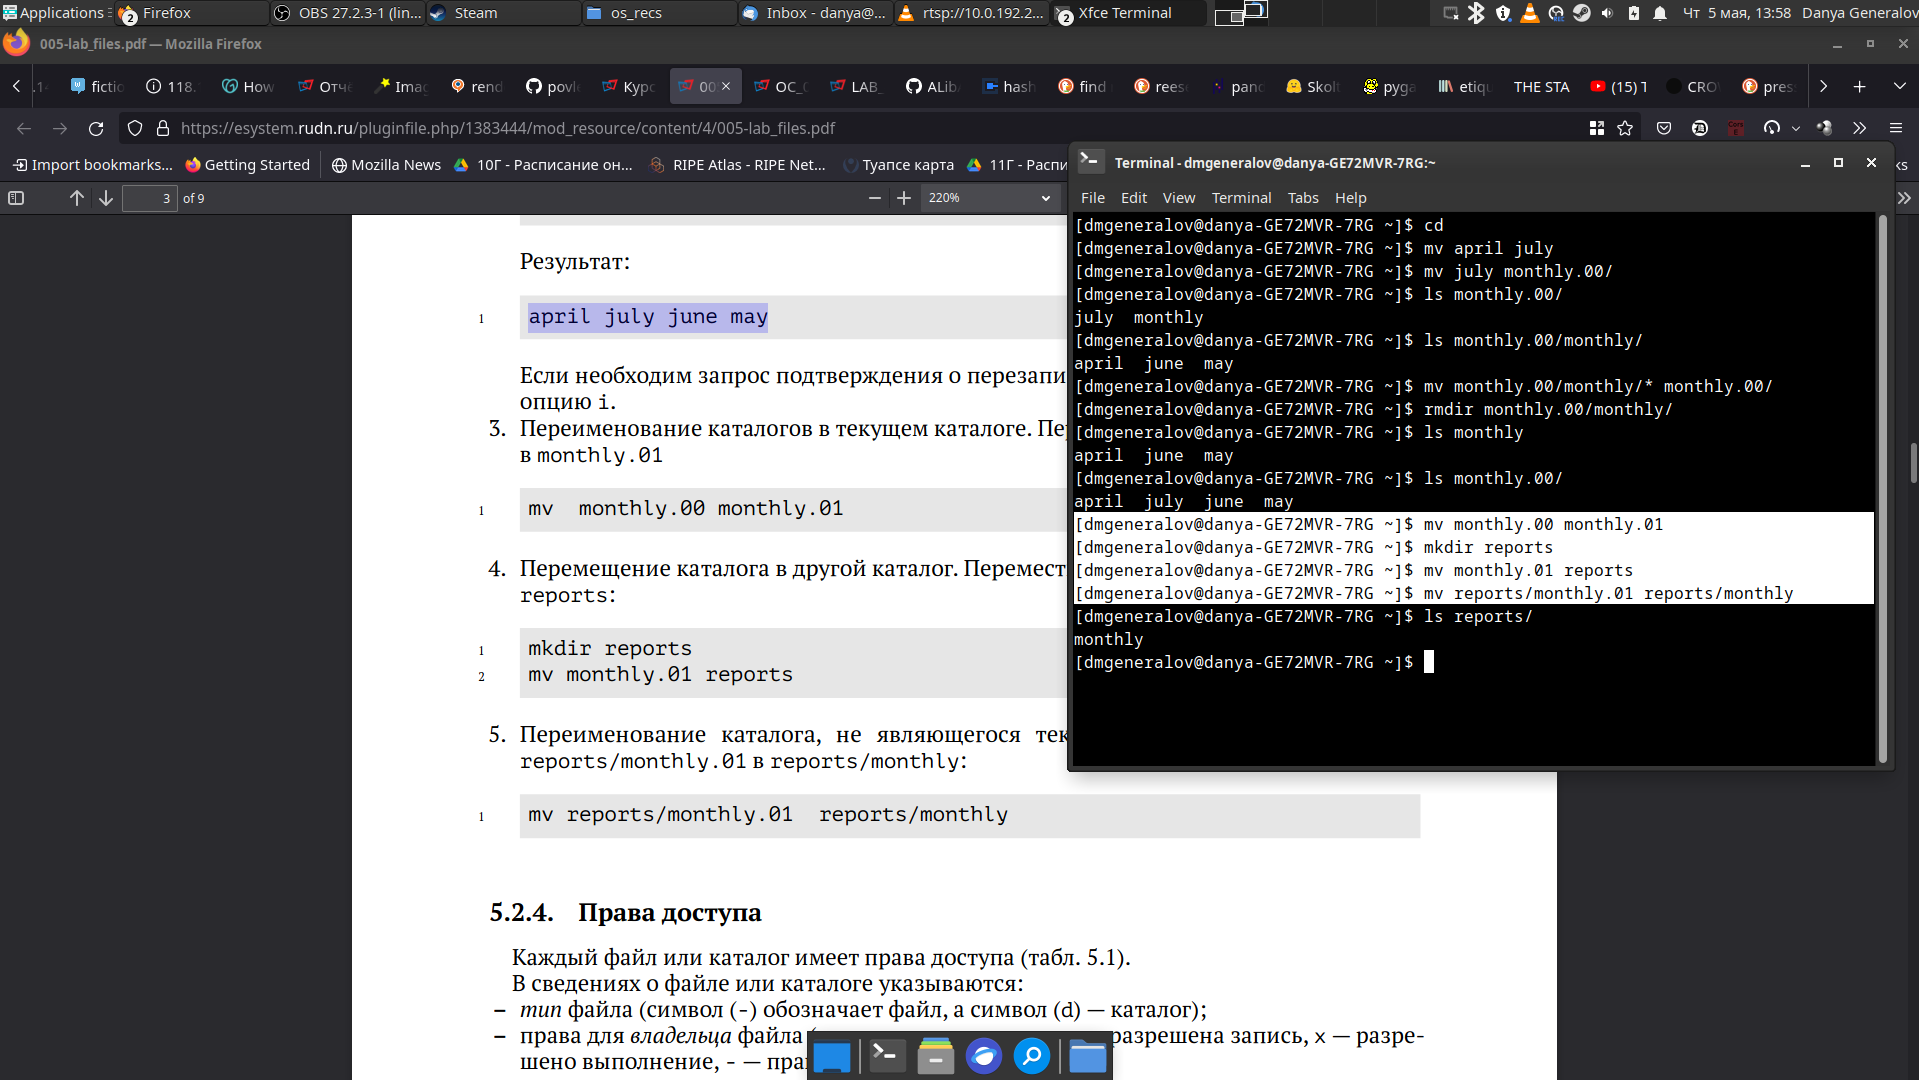 Applications
2 Firefox
OBS 27.2.3-1 (lin...
Steam
os_recs
Inbox - danya@...
rtsp://10.0.192.2...
2 Xfce Terminal
Чт 5 мая, 13:58 Danya Generalov
005-lab_files.pdf — Mozilla Firefox
fictio
118.
How
Отчё
Imag
rend
povle
Курс
00
OC_0
LAB_
ALib
hash
find
reese
pand
Skolt
pyga
etiqu
THE STA
(15) T
CRO
pres
https://esystem.rudn.ru/pluginfile.php/1383444/mod_resource/content/4/005-lab_files.pdf
Import bookmarks...
Getting Started
Mozilla News
10Г - Расписание он...
RIPE Atlas - RIPE Net...
Туапсе карта
11Г - Распи
ks
3 of 9
220%
Результат:
1 april july june may
Если необходим запрос подтверждения о перезапи
опцию i.
3. Переименование каталогов в текущем каталоге. Пер
в monthly.01
1 mv monthly.00 monthly.01
4. Перемещение каталога в другой каталог. Перемест
reports:
1 mkdir reports
2 mv monthly.01 reports
5. Переименование каталога, не являющегося тек
reports/monthly.01 в reports/monthly:
1 mv reports/monthly.01 reports/monthly
5.2.4. Права доступа
Каждый файл или каталог имеет права доступа (табл. 5.1).
В сведениях о файле или каталоге указываются:
– тип файла (символ (-) обозначает файл, а символ (d) — каталог);
– права для владельца файла ( разрешена запись, x — разре-
шено выполнение, - — пра
Terminal - dmgeneralov@danya-GE72MVR-7RG:~
File Edit View Terminal Tabs Help
[dmgeneralov@danya-GE72MVR-7RG ~]$ cd
[dmgeneralov@danya-GE72MVR-7RG ~]$ mv april july
[dmgeneralov@danya-GE72MVR-7RG ~]$ mv july monthly.00/
[dmgeneralov@danya-GE72MVR-7RG ~]$ ls monthly.00/
july monthly
[dmgeneralov@danya-GE72MVR-7RG ~]$ ls monthly.00/monthly/
april june may
[dmgeneralov@danya-GE72MVR-7RG ~]$ mv monthly.00/monthly/* monthly.00/
[dmgeneralov@danya-GE72MVR-7RG ~]$ rmdir monthly.00/monthly/
[dmgeneralov@danya-GE72MVR-7RG ~]$ ls monthly
april june may
[dmgeneralov@danya-GE72MVR-7RG ~]$ ls monthly.00/
april july june may
[dmgeneralov@danya-GE72MVR-7RG ~]$ mv monthly.00 monthly.01
[dmgeneralov@danya-GE72MVR-7RG ~]$ mkdir reports
[dmgeneralov@danya-GE72MVR-7RG ~]$ mv monthly.01 reports
[dmgeneralov@danya-GE72MVR-7RG ~]$ mv reports/monthly.01 reports/monthly
[dmgeneralov@danya-GE72MVR-7RG ~]$ ls reports/
monthly
[dmgeneralov@danya-GE72MVR-7RG ~]$